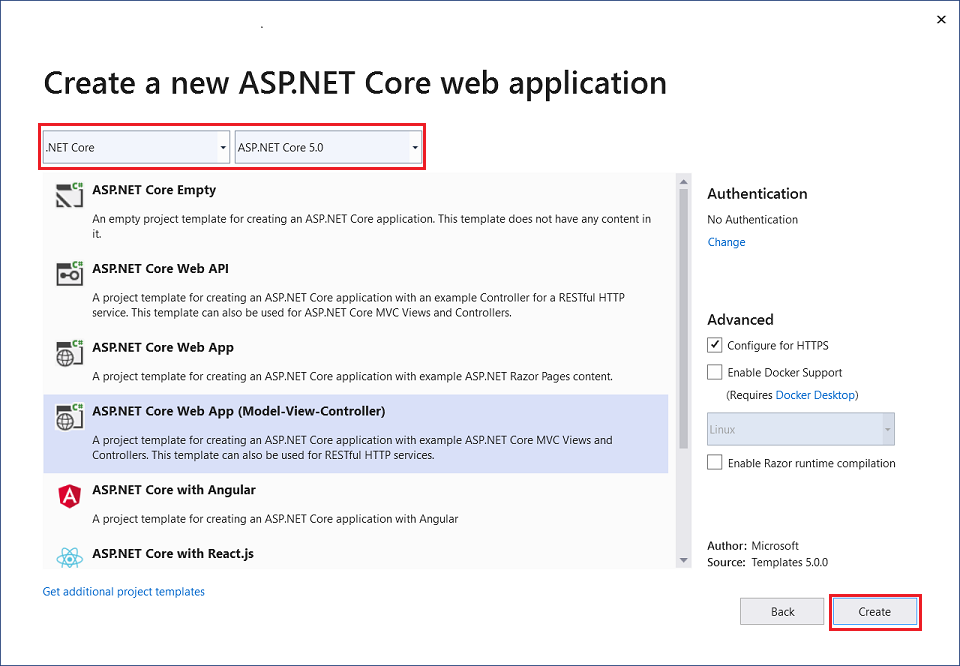 Create a new ASP.NET Core web application
.NET Core
ASP.NET Core 5.0
ASP.NET Core Empty
An empty project template for creating an ASP.NET Core application. This template does not have any content in
it.
ASP.NET Core Web API
A project template for creating an ASP.NET Core application with an example Controller for a RESTful HTTP
service. This template can also be used for ASP.NET Core MVC Views and Controllers.
ASP.NET Core Web App
A project template for creating an ASP.NET Core application with example ASP.NET Razor Pages content.
ASP.NET Core Web App (Model-View-Controller)
A project template for creating an ASP.NET Core application with example ASP.NET Core MVC Views and
Controllers. This template can also be used for RESTful HTTP services.
ASP.NET Core with Angular
A project template for creating an ASP.NET Core application with Angular
ASP.NET Core with React.js
Get additional project templates
Authentication
No Authentication
Change
Advanced
Configure for HTTPS
Enable Docker Support
(Requires Docker Desktop)
Linux
Enable Razor runtime compilation
Author: Microsoft
Source: Templates 5.0.0
Back
Create